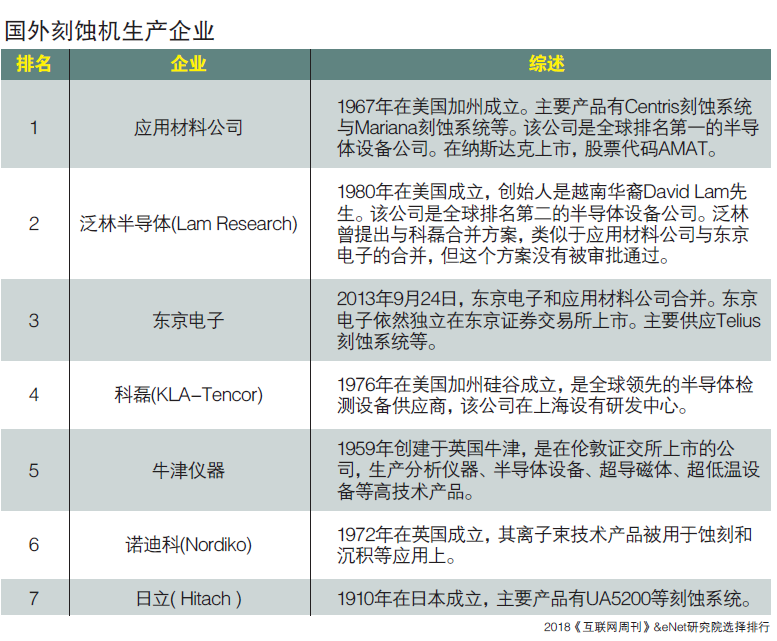 国外刻蚀机生产企业
排名 企业 综述
1 应用材料公司
1967年在美国加州成立。主要产品有Centris刻蚀系统
与Mariana刻蚀系统等。该公司是全球排名第一的半导
体设备公司。在纳斯达克上市，股票代码AMAT。
2 泛林半导体(Lam Research)
1980年在美国成立，创始人是越南华裔David Lam先
生。该公司是全球排名第二的半导体设备公司。泛林
曾提出与科磊合并方案，类似于应用材料公司与东京
电子的合并，但这个方案没有被审批通过。
3 东京电子
2013年9月24日，东京电子和应用材料公司合并。东京
电子依然独立在东京证券交易所上市。主要供应Telius
刻蚀系统等。
4 科磊(KLA-Tencor)
1976年在美国加州硅谷成立，是全球领先的半导体检
测设备供应商，该公司在上海设有研发中心。
5 牛津仪器
1959年创建于英国牛津，是在伦敦证交所上市的公
司，生产分析仪器、半导体设备、超导磁体、超低温设
备等高技术产品。
6 诺迪科(Nordiko)
1972年在英国成立，其离子束技术产品被用于蚀刻和
沉积等应用上。
7 日立( Hitach )
1910年在日本成立，主要产品有UA5200等刻蚀系统。
2018《互联网周刊》&eNet研究院选择排行